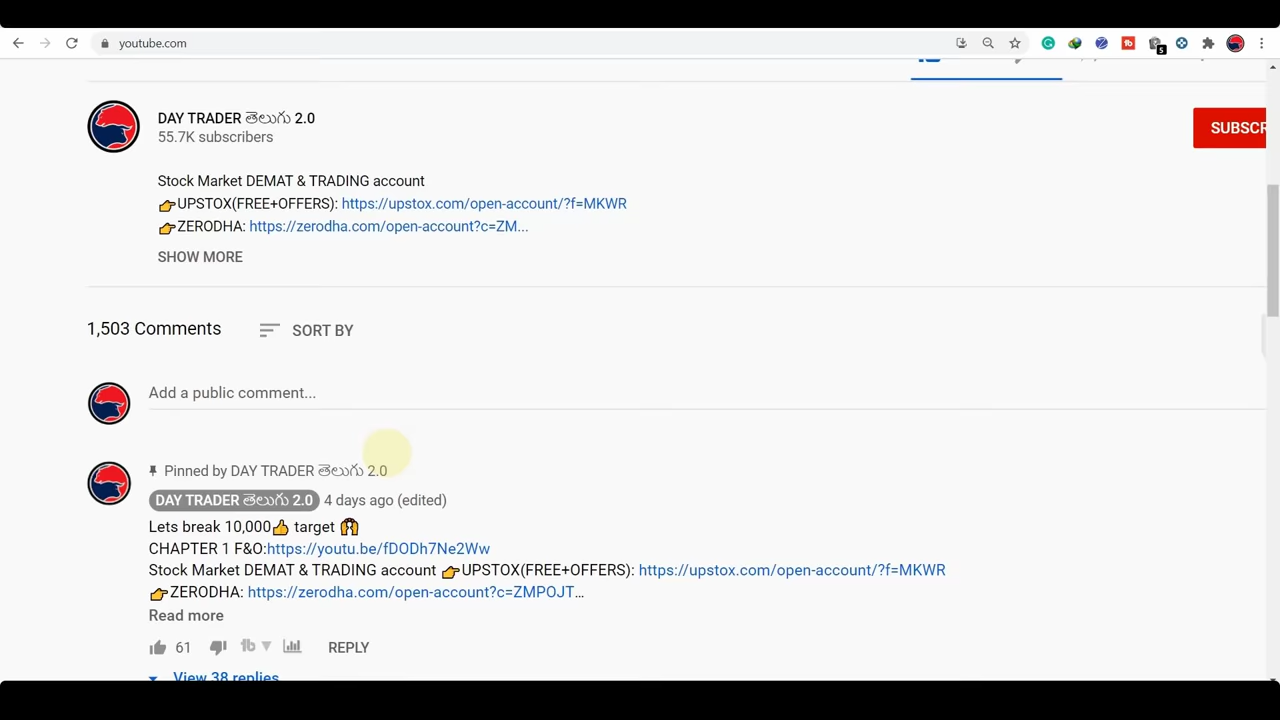 youtube.com
5
DAY TRADER తెలుగు 2.0
55.7K subscribers
SUBSCR
Stock Market DEMAT & TRADING account
👉UPSTOX(FREE+OFFERS): https://upstox.com/open-account/?f=MKWR
👉ZERODHA: https://zerodha.com/open-account?c=ZM...
SHOW MORE
1,503 Comments
SORT BY
Add a public comment...
Pinned by DAY TRADER తెలుగు 2.0
DAY TRADER తెలుగు 2.0 4 days ago (edited)
Lets break 10,000👍 target 🙌
CHAPTER 1 F&O:https://youtu.be/fDODh7Ne2Ww
Stock Market DEMAT & TRADING account 👉UPSTOX(FREE+OFFERS): https://upstox.com/open-account/?f=MKWR
👉ZERODHA: https://zerodha.com/open-account?c=ZMPOJT…
Read more
61
REPLY
View 38 replies